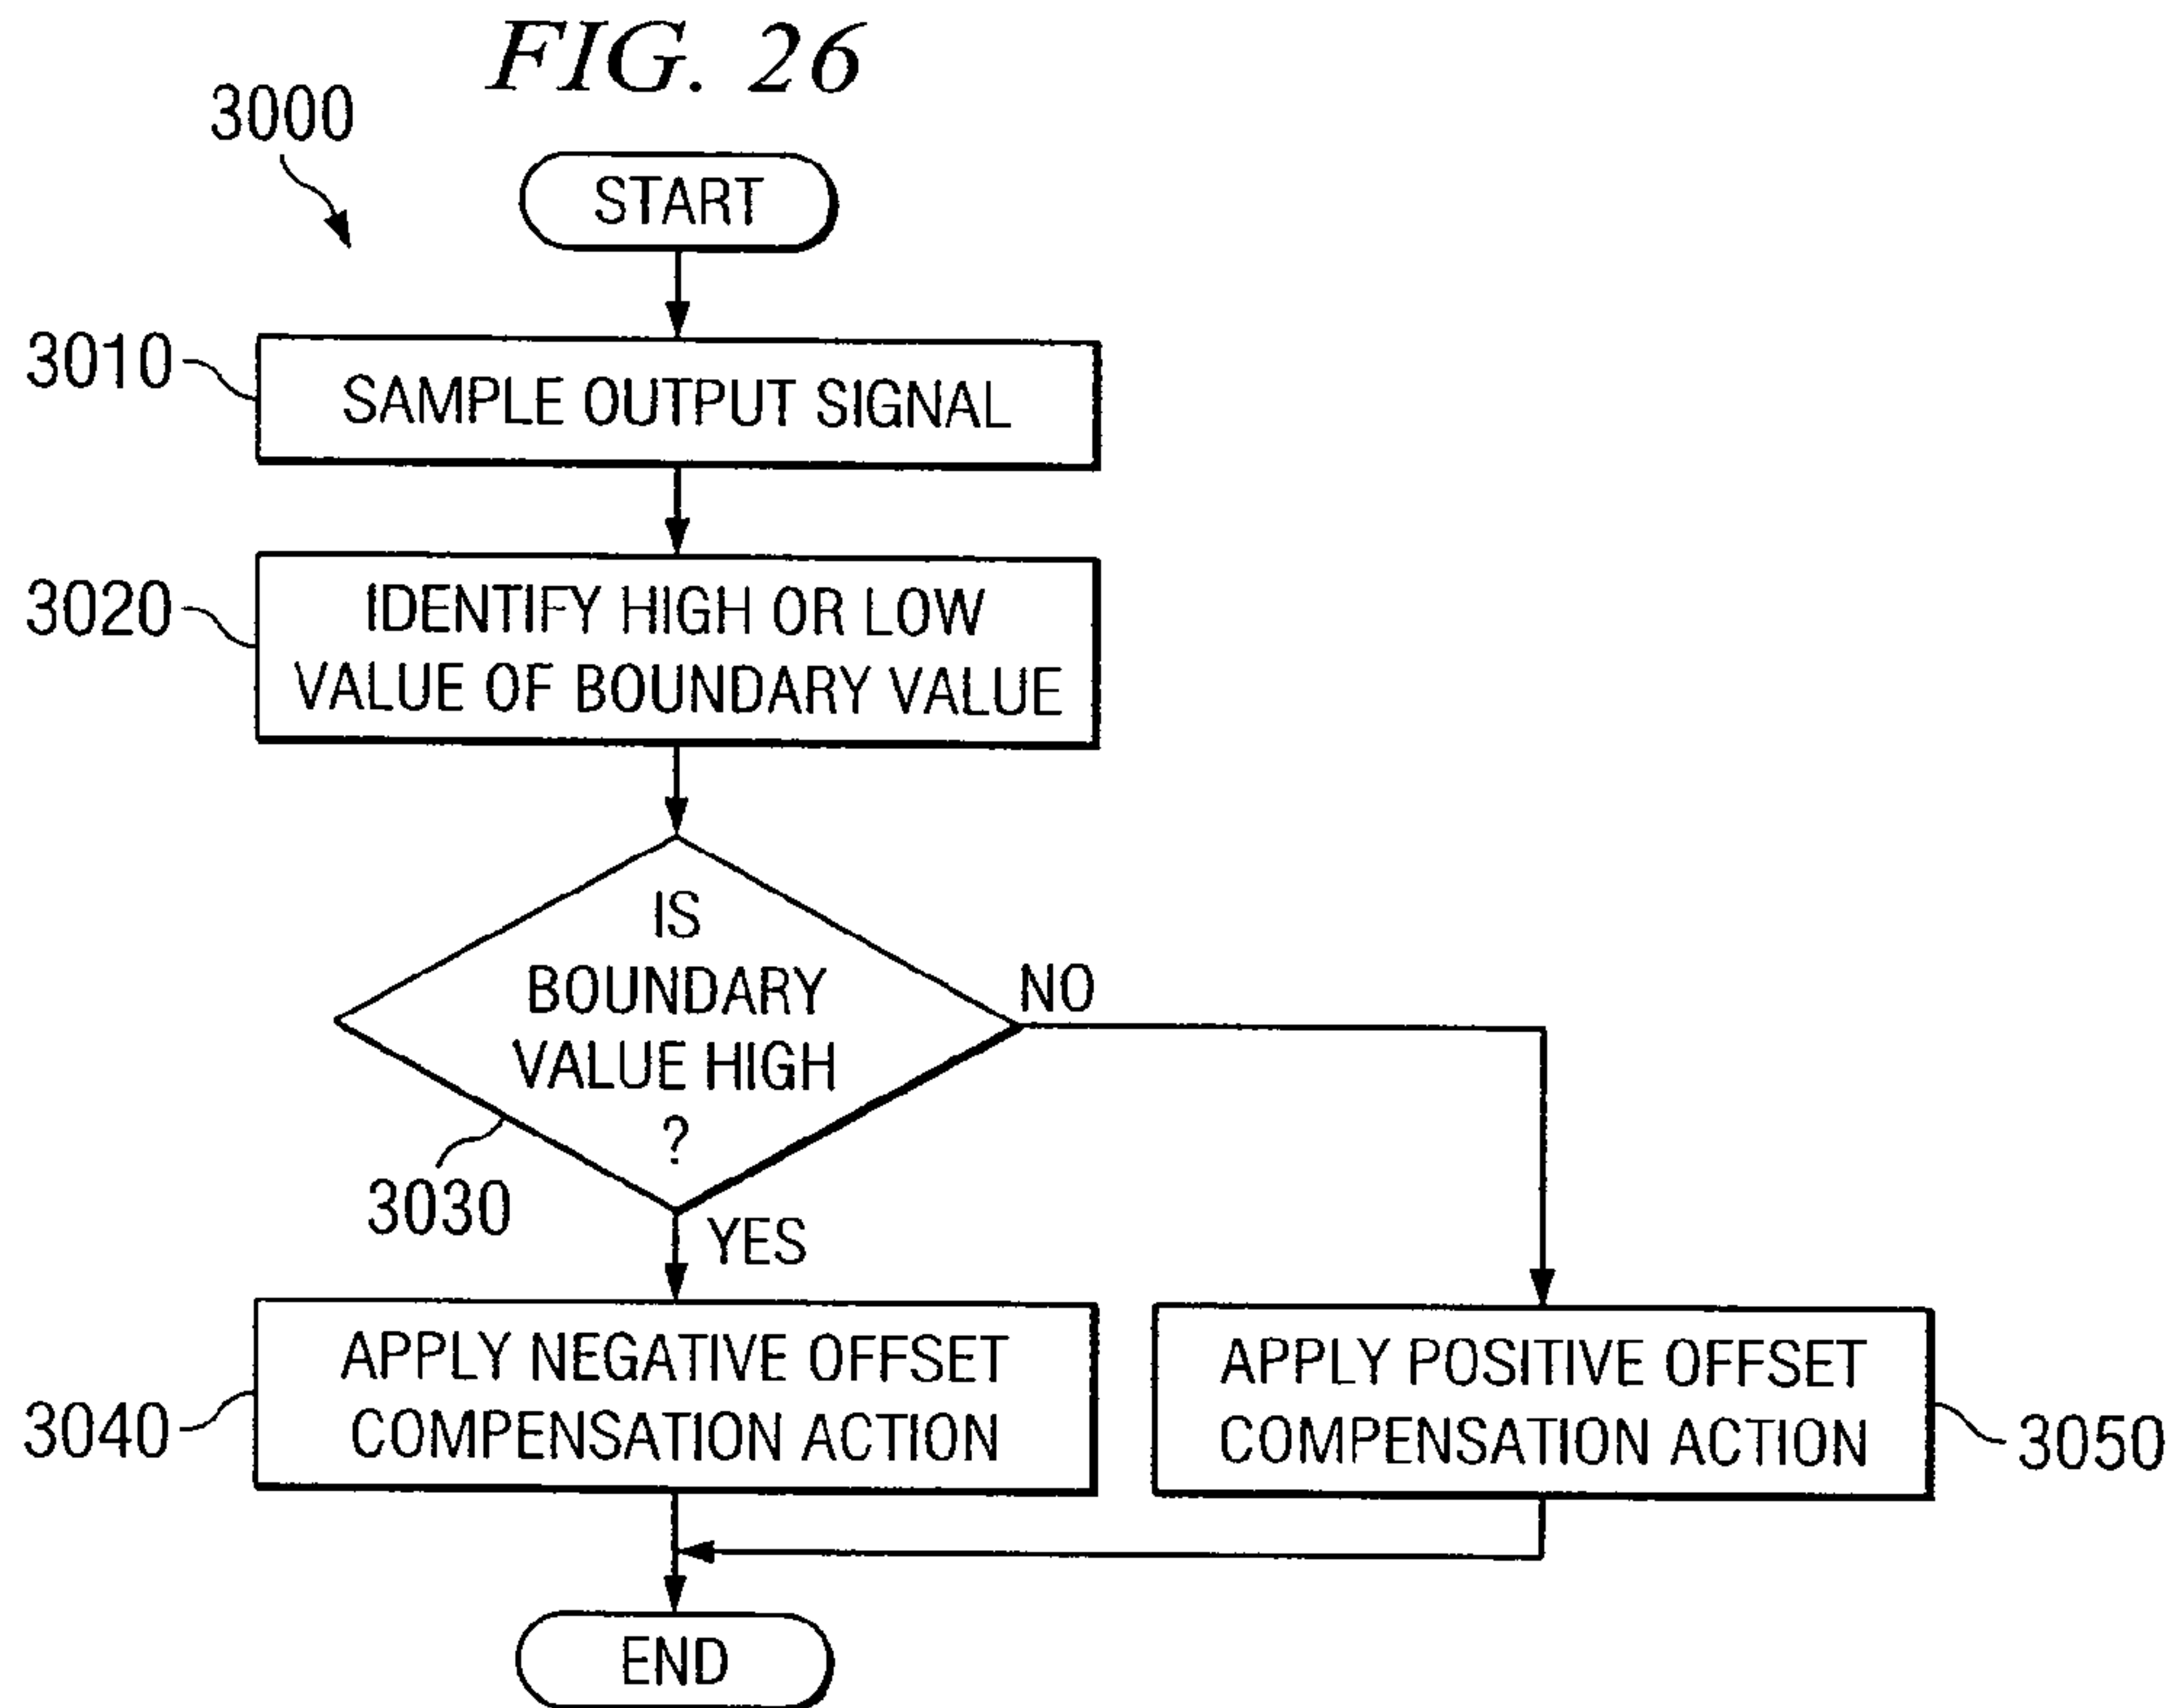 FIG. 26
3000
START
3010
SAMPLE OUTPUT SIGNAL
3020
IDENTIFY HIGH OR LOW
VALUE OF BOUNDARY VALUE
IS
BOUNDARY
VALUE HIGH
?
NO
3030
YES
3040
APPLY NEGATIVE OFFSET
COMPENSATION ACTION
APPLY POSITIVE OFFSET
COMPENSATION ACTION
3050
END